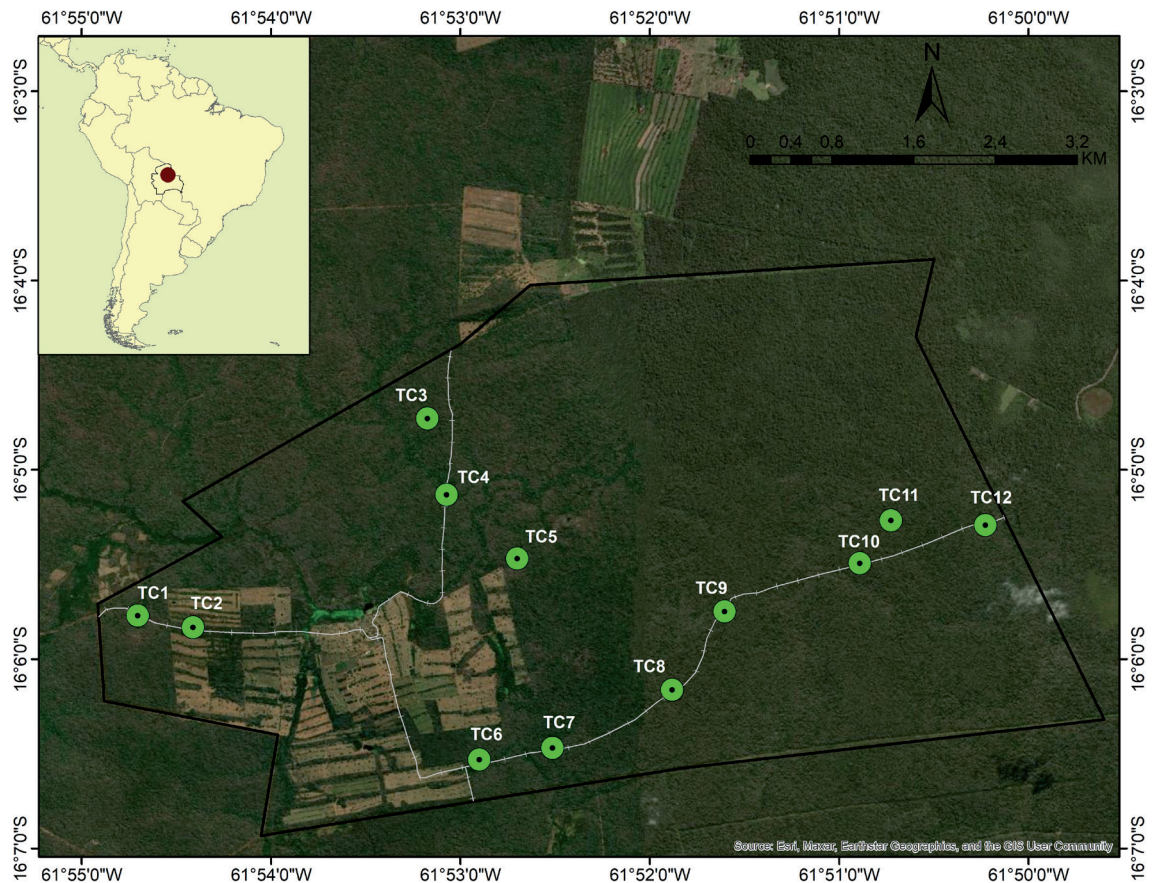 61°55'0"W 61°54'0"W 61°53'0"W 61°52'0"W 61°51'0"W 61°50'0"W
N
16°3'0"S 16°3'0"S
0 0,4 0,8 1,6 2,4 3,2
KM
16°4'0"S 16°4'0"S
TC3
16°5'0"S 16°5'0"S
TC4
TC11
TC12
TC5
TC10
TC1
TC9
TC2
16°6'0"S 16°6'0"S
TC8
TC7
TC6
16°7'0"S 16°7'0"S
Source: Esri, Maxar, Earthstar Geographics, and the GIS User Community
61°55'0"W 61°54'0"W 61°53'0"W 61°52'0"W 61°51'0"W 61°50'0"W